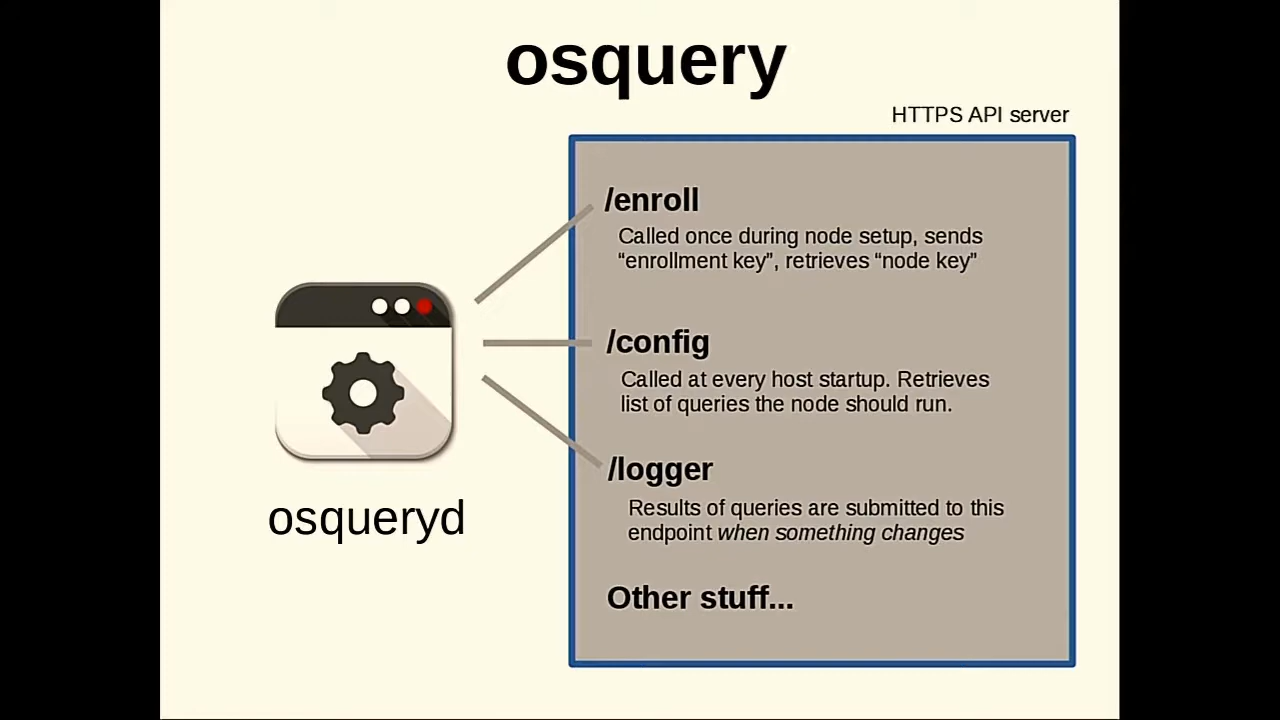 osquery
HTTPS API server
/enroll
Called once during node setup, sends
“enrollment key”, retrieves “node key”
/config
Called at every host startup. Retrieves
list of queries the node should run.
/logger
Results of queries are submitted to this
endpoint when something changes
Other stuff...
osqueryd